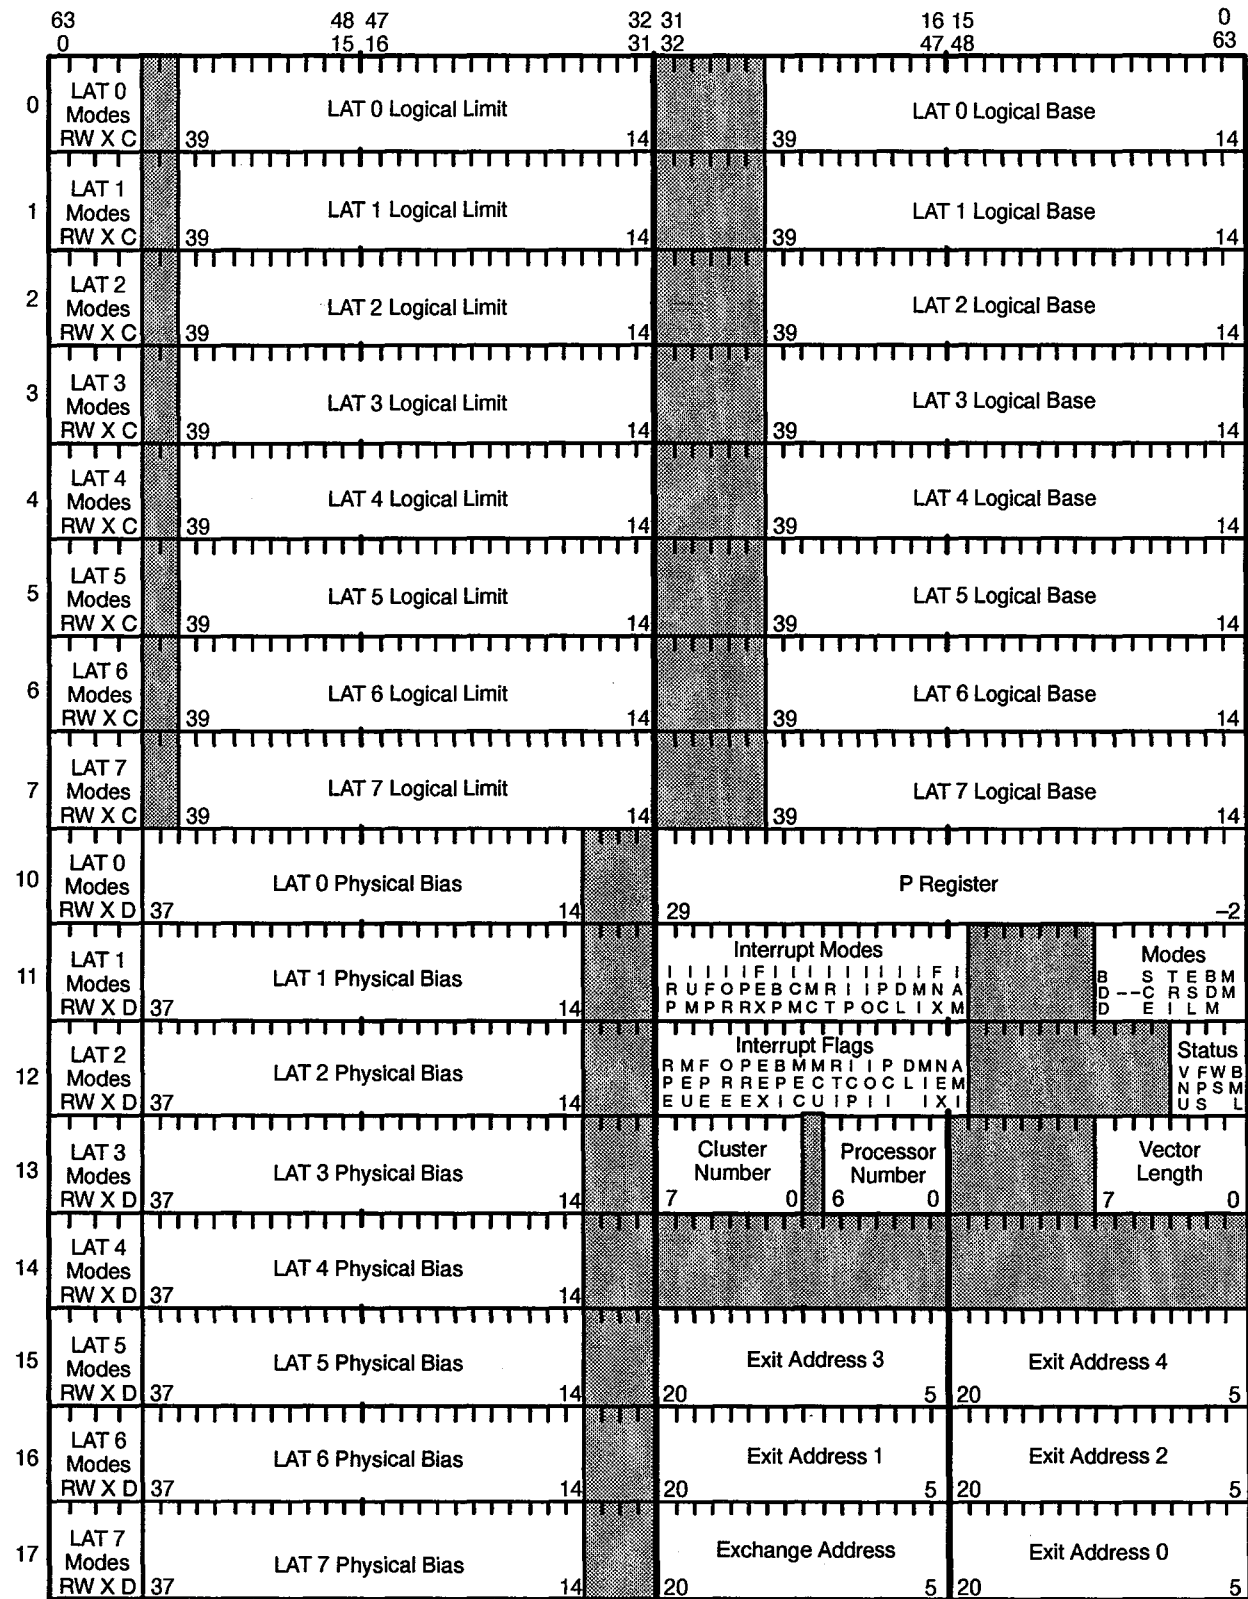 63 48 47 32 31 16 15 0
0 15 16 31 32 47 48 63
0 LAT 0 Modes RW X C 39 LAT 0 Logical Limit 14 39 LAT 0 Logical Base 14
1 LAT 1 Modes RW X C 39 LAT 1 Logical Limit 14 39 LAT 1 Logical Base 14
2 LAT 2 Modes RW X C 39 LAT 2 Logical Limit 14 39 LAT 2 Logical Base 14
3 LAT 3 Modes RW X C 39 LAT 3 Logical Limit 14 39 LAT 3 Logical Base 14
4 LAT 4 Modes RW X C 39 LAT 4 Logical Limit 14 39 LAT 4 Logical Base 14
5 LAT 5 Modes RW X C 39 LAT 5 Logical Limit 14 39 LAT 5 Logical Base 14
6 LAT 6 Modes RW X C 39 LAT 6 Logical Limit 14 39 LAT 6 Logical Base 14
7 LAT 7 Modes RW X C 39 LAT 7 Logical Limit 14 39 LAT 7 Logical Base 14
10 LAT 0 Modes RW X D 37 LAT 0 Physical Bias 14 29 P Register –2
11 LAT 1 Modes RW X D 37 LAT 1 Physical Bias 14
Interrupt Modes
I I I I I F I I I I I I I I F I
R U F O P E B C M R I I P D M N A
P M P R R X P M C T P O C L I X M
Modes
B S T E B M
D - - C R S D M
D E I L M
12 LAT 2 Modes RW X D 37 LAT 2 Physical Bias 14
Interrupt Flags
R M F O P E B M M R I I P D M N A
P E P R R E P E C T C O C L I E M
E U E E E X I C U I P I I I X I
Status
V F W B
N P S M
U S L
13 LAT 3 Modes RW X D 37 LAT 3 Physical Bias 14
Cluster Number 7 0
Processor Number 6 0
Vector Length 7 0
14 LAT 4 Modes RW X D 37 LAT 4 Physical Bias 14
15 LAT 5 Modes RW X D 37 LAT 5 Physical Bias 14 20 Exit Address 3 5 20 Exit Address 4 5
16 LAT 6 Modes RW X D 37 LAT 6 Physical Bias 14 20 Exit Address 1 5 20 Exit Address 2 5
17 LAT 7 Modes RW X D 37 LAT 7 Physical Bias 14 20 Exchange Address 5 20 Exit Address 0 5